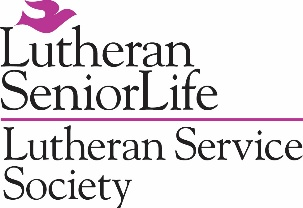 Lutheran
SeniorLife
Lutheran Service
Society